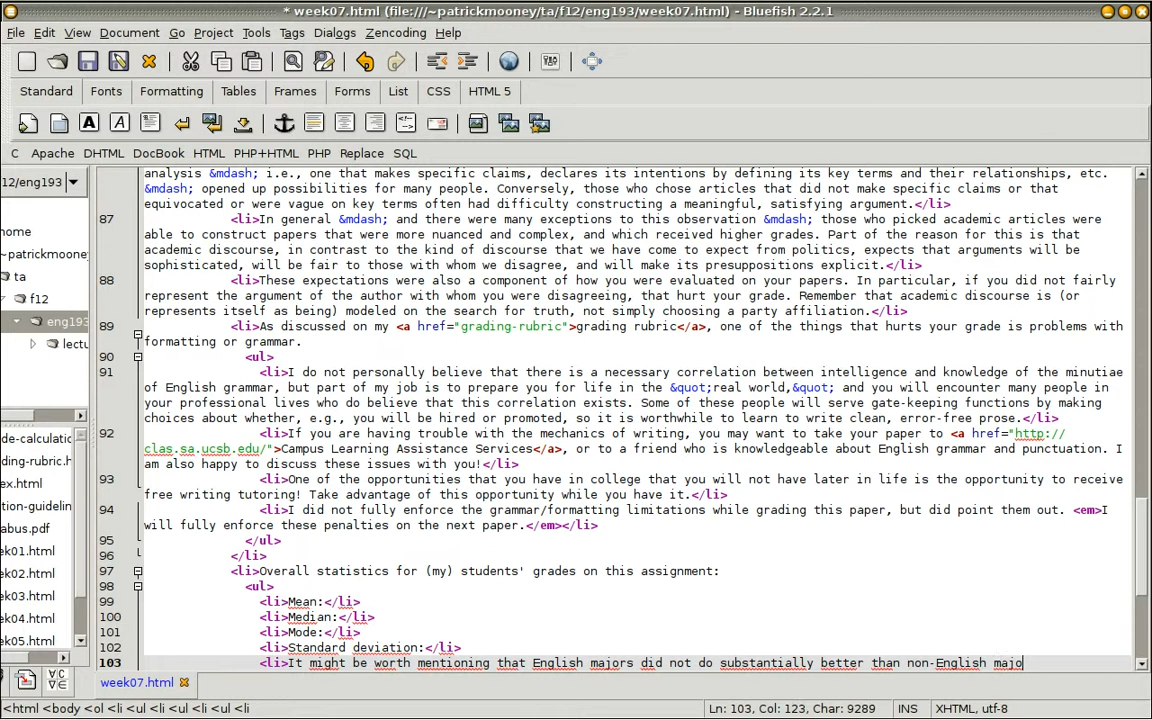 * week07.html (file:///~patrickmooney/ta/f12/eng193/week07.html) - Bluefish 2.2.1
File Edit View Document Go Project Tools Tags Dialogs Zencoding Help
Standard Fonts Formatting Tables Frames Forms List CSS HTML 5
C Apache DHTML DocBook HTML PHP+HTML PHP Replace SQL
12/eng193
ome
~patrickmooney
ta
f12
eng193
lectu
de-calculatio
ding-rubric.h
ex.html
tion-guideline
abus.pdf
ek01.html
ek02.html
ek03.html
ek04.html
ek05.html
analysis &mdash; i.e., one that makes specific claims, declares its intentions by defining its key terms and their relationships, etc.
&mdash; opened up possibilities for many people. Conversely, those who chose articles that did not make specific claims or that
equivocated or were vague on key terms often had difficulty constructing a meaningful, satisfying argument.</li>
87 <li>In general &mdash; and there were many exceptions to this observation &mdash; those who picked academic articles were
able to construct papers that were more nuanced and complex, and which received higher grades. Part of the reason for this is that
academic discourse, in contrast to the kind of discourse that we have come to expect from politics, expects that arguments will be
sophisticated, will be fair to those with whom we disagree, and will make its presuppositions explicit.</li>
88 <li>These expectations were also a component of how you were evaluated on your papers. In particular, if you did not fairly
represent the argument of the author with whom you were disagreeing, that hurt your grade. Remember that academic discourse is (or
represents itself as being) modeled on the search for truth, not simply choosing a party affiliation.</li>
89 <li>As discussed on my <a href="grading-rubric">grading rubric</a>, one of the things that hurts your grade is problems with
formatting or grammar.
90 <ul>
91 <li>I do not personally believe that there is a necessary correlation between intelligence and knowledge of the minutiae
of English grammar, but part of my job is to prepare you for life in the &quot;real world,&quot; and you will encounter many people in
your professional lives who do believe that this correlation exists. Some of these people will serve gate-keeping functions by making
choices about whether, e.g., you will be hired or promoted, so it is worthwhile to learn to write clean, error-free prose.</li>
92 <li>If you are having trouble with the mechanics of writing, you may want to take your paper to <a href="http://
clas.sa.ucsb.edu/">Campus Learning Assistance Services</a>, or to a friend who is knowledgeable about English grammar and punctuation. I
am also happy to discuss these issues with you!</li>
93 <li>One of the opportunities that you have in college that you will not have later in life is the opportunity to receive
free writing tutoring! Take advantage of this opportunity while you have it.</li>
94 <li>I did not fully enforce the grammar/formatting limitations while grading this paper, but did point them out. <em>I
will fully enforce these penalties on the next paper.</em></li>
95 </ul>
96 </li>
97 <li>Overall statistics for (my) students' grades on this assignment:
98 <ul>
99 <li>Mean:</li>
100 <li>Median:</li>
101 <li>Mode:</li>
102 <li>Standard deviation:</li>
103 <li>It might be worth mentioning that English majors did not do substantially better than non-English majo
week07.html
<html <body <ol <li <ul <li <ul <li <ul <li Ln: 103, Col: 123, Char: 9289 INS XHTML, utf-8